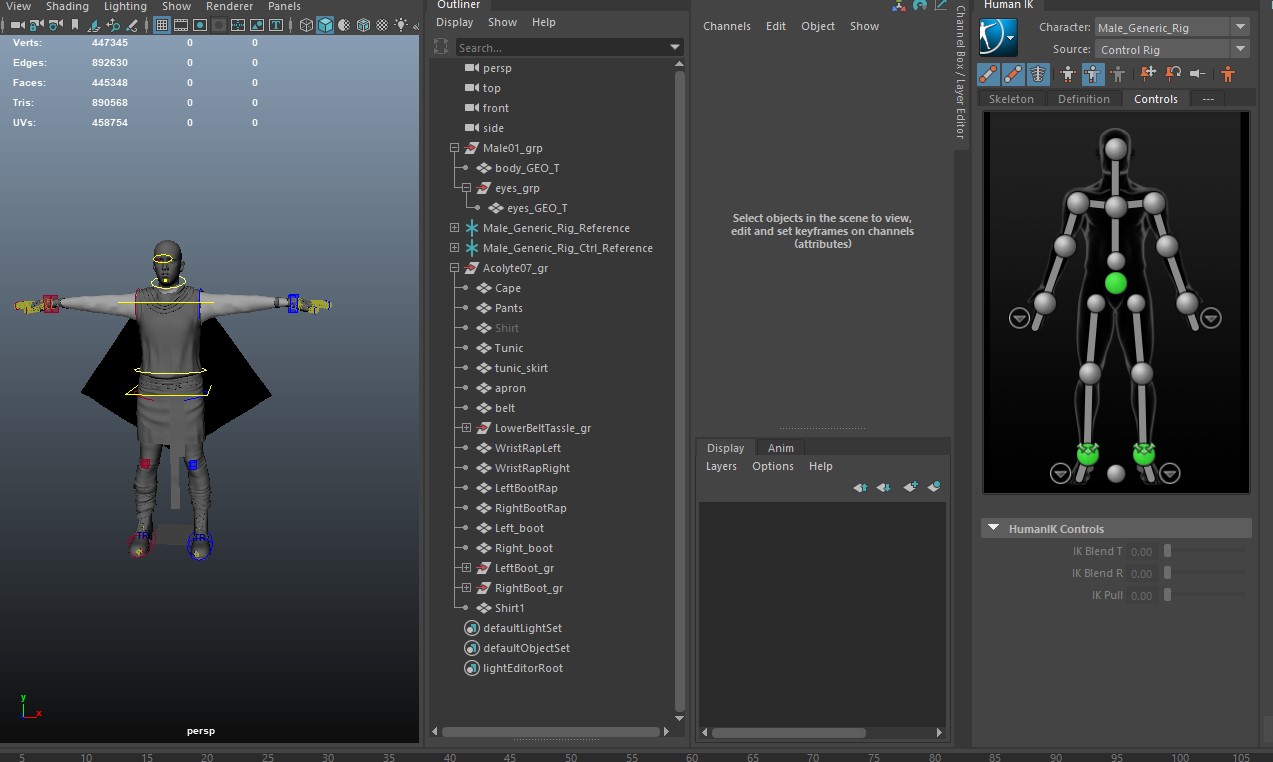 View Shading Lighting Show Renderer Panels
Verts: 447345 0 0
Edges: 892630 0 0
Faces: 445348 0 0
Tris: 890568 0 0
UVs: 458754 0 0
TR
TR
y
x
persp
Outliner
Display Show Help
Search...
persp
top
front
side
Male01_grp
body_GEO_T
eyes_grp
eyes_GEO_T
Male_Generic_Rig_Reference
Male_Generic_Rig_Ctrl_Reference
Acolyte07_gr
Cape
Pants
Shirt
Tunic
tunic_skirt
apron
belt
LowerBeltTassle_gr
WristRapLeft
WristRapRight
LeftBootRap
RightBootRap
Left_boot
Right_boot
LeftBoot_gr
RightBoot_gr
Shirt1
defaultLightSet
defaultObjectSet
lightEditorRoot
Channels Edit Object Show
Select objects in the scene to view,
edit and set keyframes on channels
(attributes)
Display Anim
Layers Options Help
Channel Box / Layer Editor
Human IK
Character: Male_Generic_Rig
Source: Control Rig
Skeleton Definition Controls ---
HumanIK Controls
IK Blend T 0.00
IK Blend R 0.00
IK Pull 0.00
5 10 15 20 25 30 35 40 45 50 55 60 65 70 75 80 85 90 95 100 105